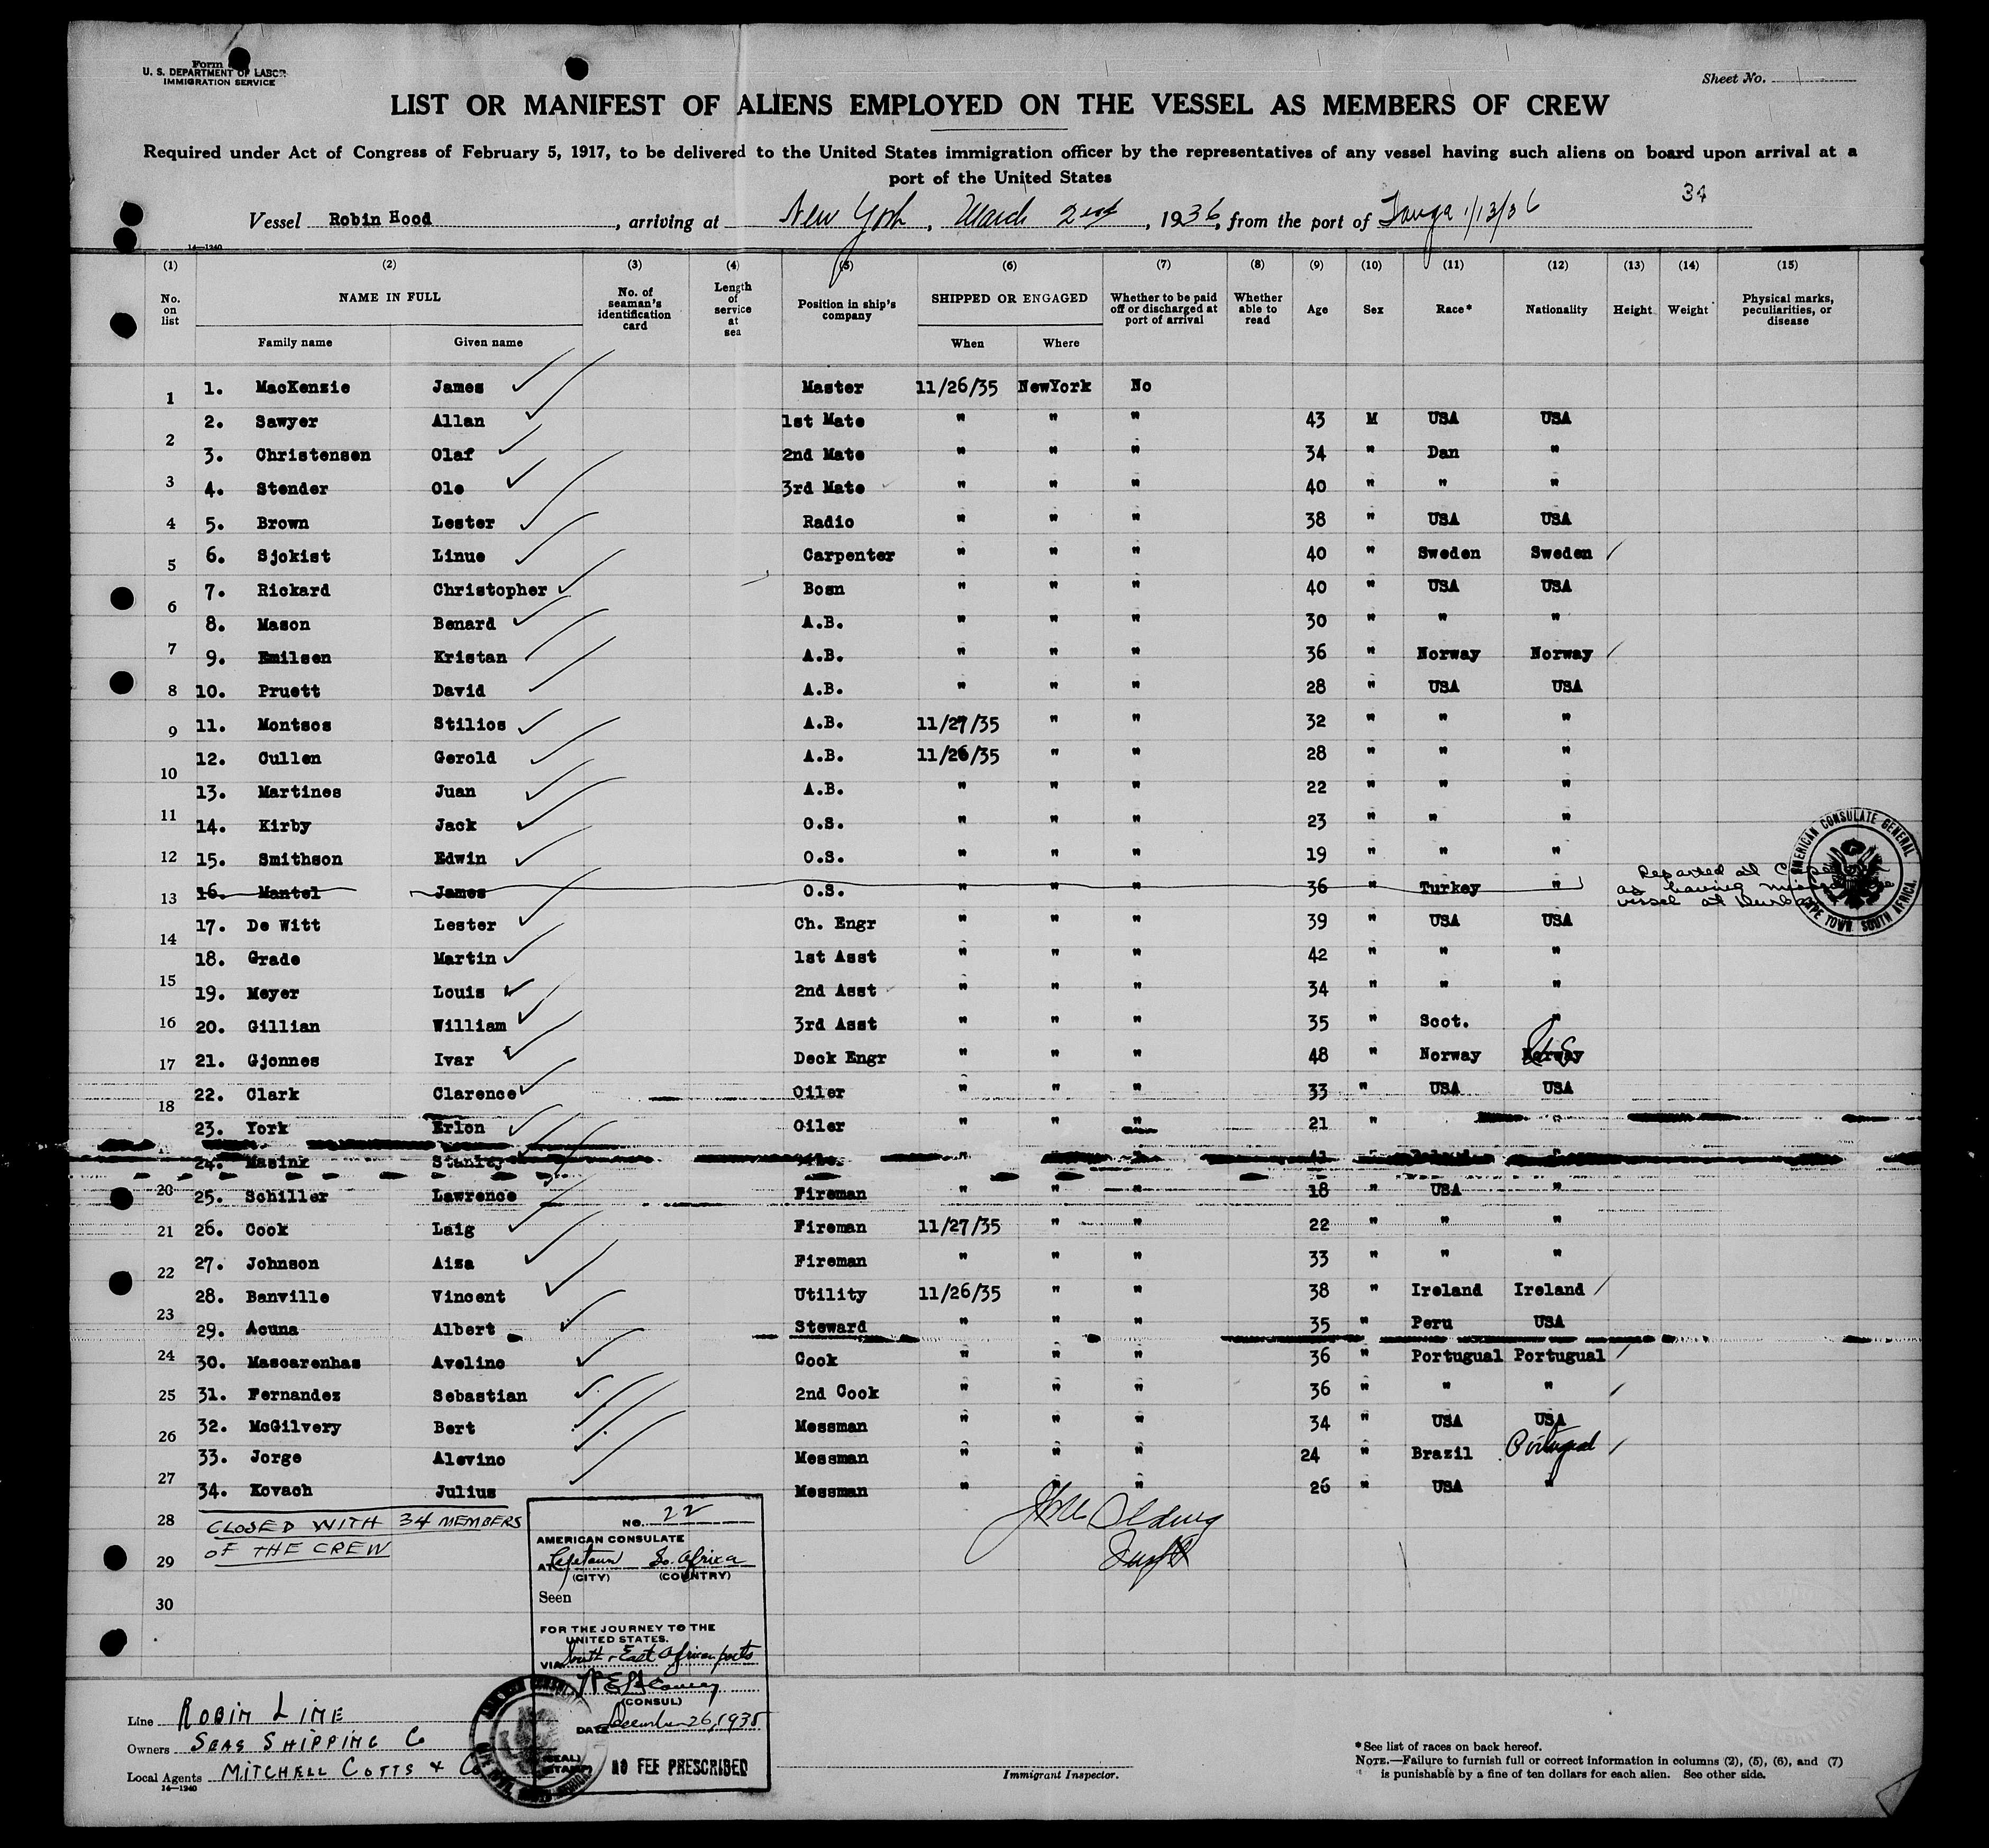 Form
U. S. DEPARTMENT OF LABOR
IMMIGRATION SERVICE
Sheet No. 1
LIST OR MANIFEST OF ALIENS EMPLOYED ON THE VESSEL AS MEMBERS OF CREW
Required under Act of Congress of February 5, 1917, to be delivered to the United States immigration officer by the representatives of any vessel having such aliens on board upon arrival at a
port of the United States
34
Vessel Robin Hood, arriving at New York, March 2nd, 1936, from the port of Tanga 1/13/36
14—1240
(1) (2) (3) (4) (5) (6) (7) (8) (9) (10) (11) (12) (13) (14) (15)
No. on list NAME IN FULL Family name Given name No. of seaman's identification card Length of service at sea Position in ship's company SHIPPED OR ENGAGED When Where Whether to be paid off or discharged at port of arrival Whether able to read Age Sex Race* Nationality Height Weight Physical marks, peculiarities, or disease
1 1. MacKenzie James Master 11/26/35 NewYork No
2. Sawyer Allan 1st Mate " " " 43 M USA USA
2 3. Christensen Olaf 2nd Mate " " " 34 " Dan "
3 4. Stender Ole 3rd Mate " " " 40 " " "
4 5. Brown Lester Radio " " " 38 " USA USA
5 6. Sjokist Linue Carpenter " " " 40 " Sweden Sweden
6 7. Rickard Christopher Bosn " " " 40 " USA USA
8. Mason Benard A.B. " " " 30 " " "
7 9. Emilsen Kristan A.B. " " " 36 " Norway Norway
8 10. Pruett David A.B. " " " 28 " USA USA
9 11. Montsos Stilios A.B. 11/27/35 " " 32 " " "
10 12. Cullen Gerold A.B. 11/26/35 " " 28 " " "
13. Martines Juan A.B. " " " 22 " " "
11 14. Kirby Jack O.S. " " " 23 " " "
12 15. Smithson Edwin O.S. " " " 19 " " "
13 16. Mantel James O.S. " " " 36 " Turkey " Reported at
as having missed
vessel at
AMERICAN CONSULATE GENERAL
CAPE TOWN SOUTH AFRICA.
14 17. De Witt Lester Ch. Engr " " " 39 " USA USA
18. Grade Martin 1st Asst " " " 42 " " "
15 19. Meyer Louis 2nd Asst " " " 34 " " "
16 20. Gillian William 3rd Asst " " " 35 " Scot. "
17 21. Gjonnes Ivar Deck Engr " " " 48 " Norway Norway US
18 22. Clark Clarence Oiler " " " 33 " USA USA
23. York Erlon Oiler " " " 21 " "
24. Masink Stanley " 41 "
20 25. Schiller Lawrence Fireman " " " 18 " USA "
21 26. Cook Laig Fireman 11/27/35 " " 22 " " "
22 27. Johnson Aiza Fireman " " " 33 " " "
28. Banville Vincent Utility 11/26/35 " " 38 " Ireland Ireland
23 29. Acuna Albert Steward " " " 35 " Peru USA
24 30. Mascarenhas Avelino Cook " " " 36 " Portugual Portugual
25 31. Fernandez Sebastian 2nd Cook " " " 36 " " "
26 32. McGilvery Bert Messman " " " 34 " USA USA
33. Jorge Alevino Messman " " " 24 " Brazil Portugal
27 34. Kovach Julius Messman " " " 26 " USA "
28 CLOSED WITH 34 MEMBERS
29 OF THE CREW
30
No. 22
AMERICAN CONSULATE
AT Capetown So. Africa
(CITY) (COUNTRY)
Seen
FOR THE JOURNEY TO THE
UNITED STATES.
VIA South & East African ports
(CONSUL)
DATE December 26, 1935
(SEAL)
NO FEE PRESCRIBED
Line ROBIN LINE
Owners SEAS SHIPPING Co
Local Agents MITCHELL COTTS & Co
14—1240
Immigrant Inspector.
*See list of races on back hereof.
NOTE.—Failure to furnish full or correct information in columns (2), (5), (6), and (7)
is punishable by a fine of ten dollars for each alien. See other side.